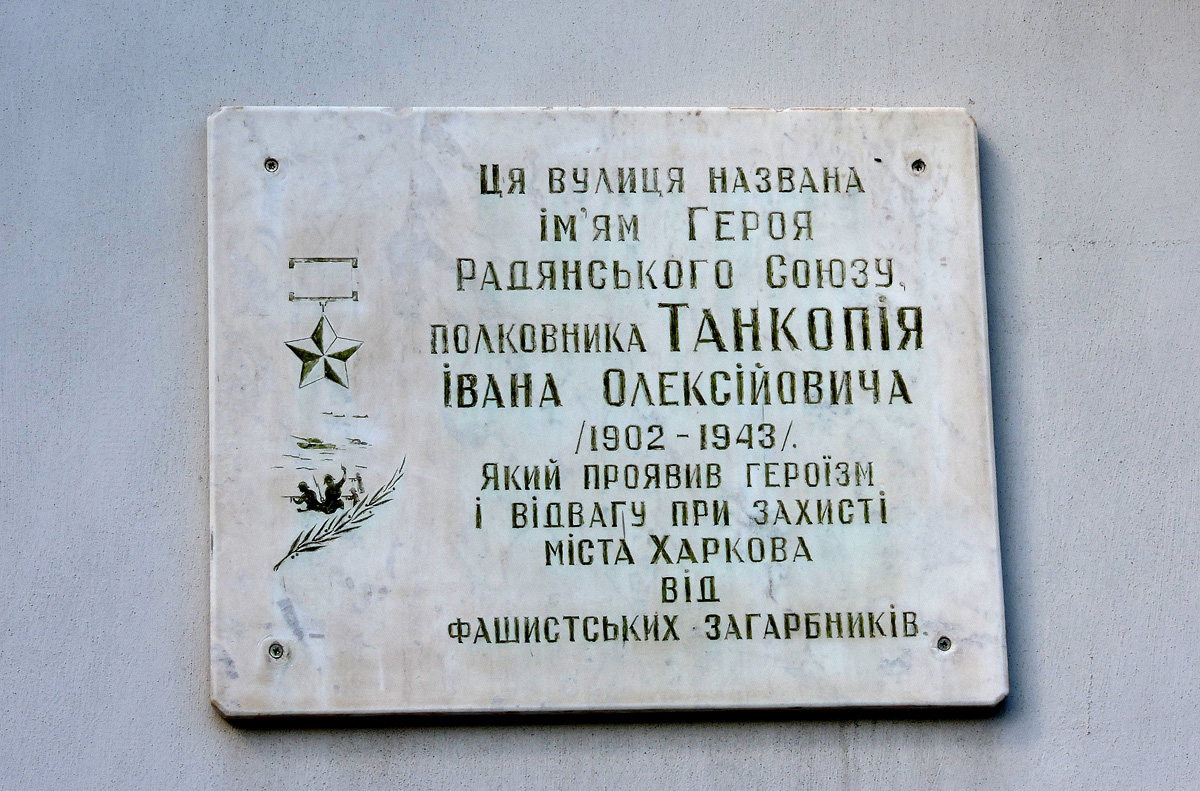 Ця вулиця названа
ім'ям Героя
Радянського Союзу,
полковника Танкопія
Івана Олексійовича
/1902-1943/.
Який проявив героїзм
і відвагу при захисті
міста Харкова
від
фашистських загарбників.